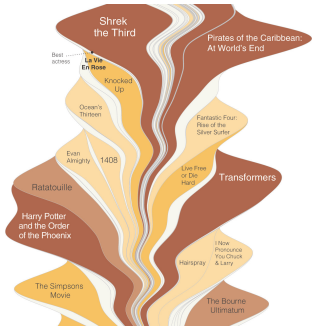 Shrek
the Third
Pirates of the Caribbean:
At World's End
Best
actress
La Vie
En Rose
Knocked
Up
Ocean's
Thirteen
Fantastic Four:
Rise of the
Silver Surfer
Evan
Almighty
1408
Live Free
or Die
Hard
Transformers
Ratatouille
Harry Potter
and the Order
of the Phoenix
I Now
Pronounce
You Chuck
& Larry
Hairspray
The Simpsons
Movie
The Bourne
Ultimatum